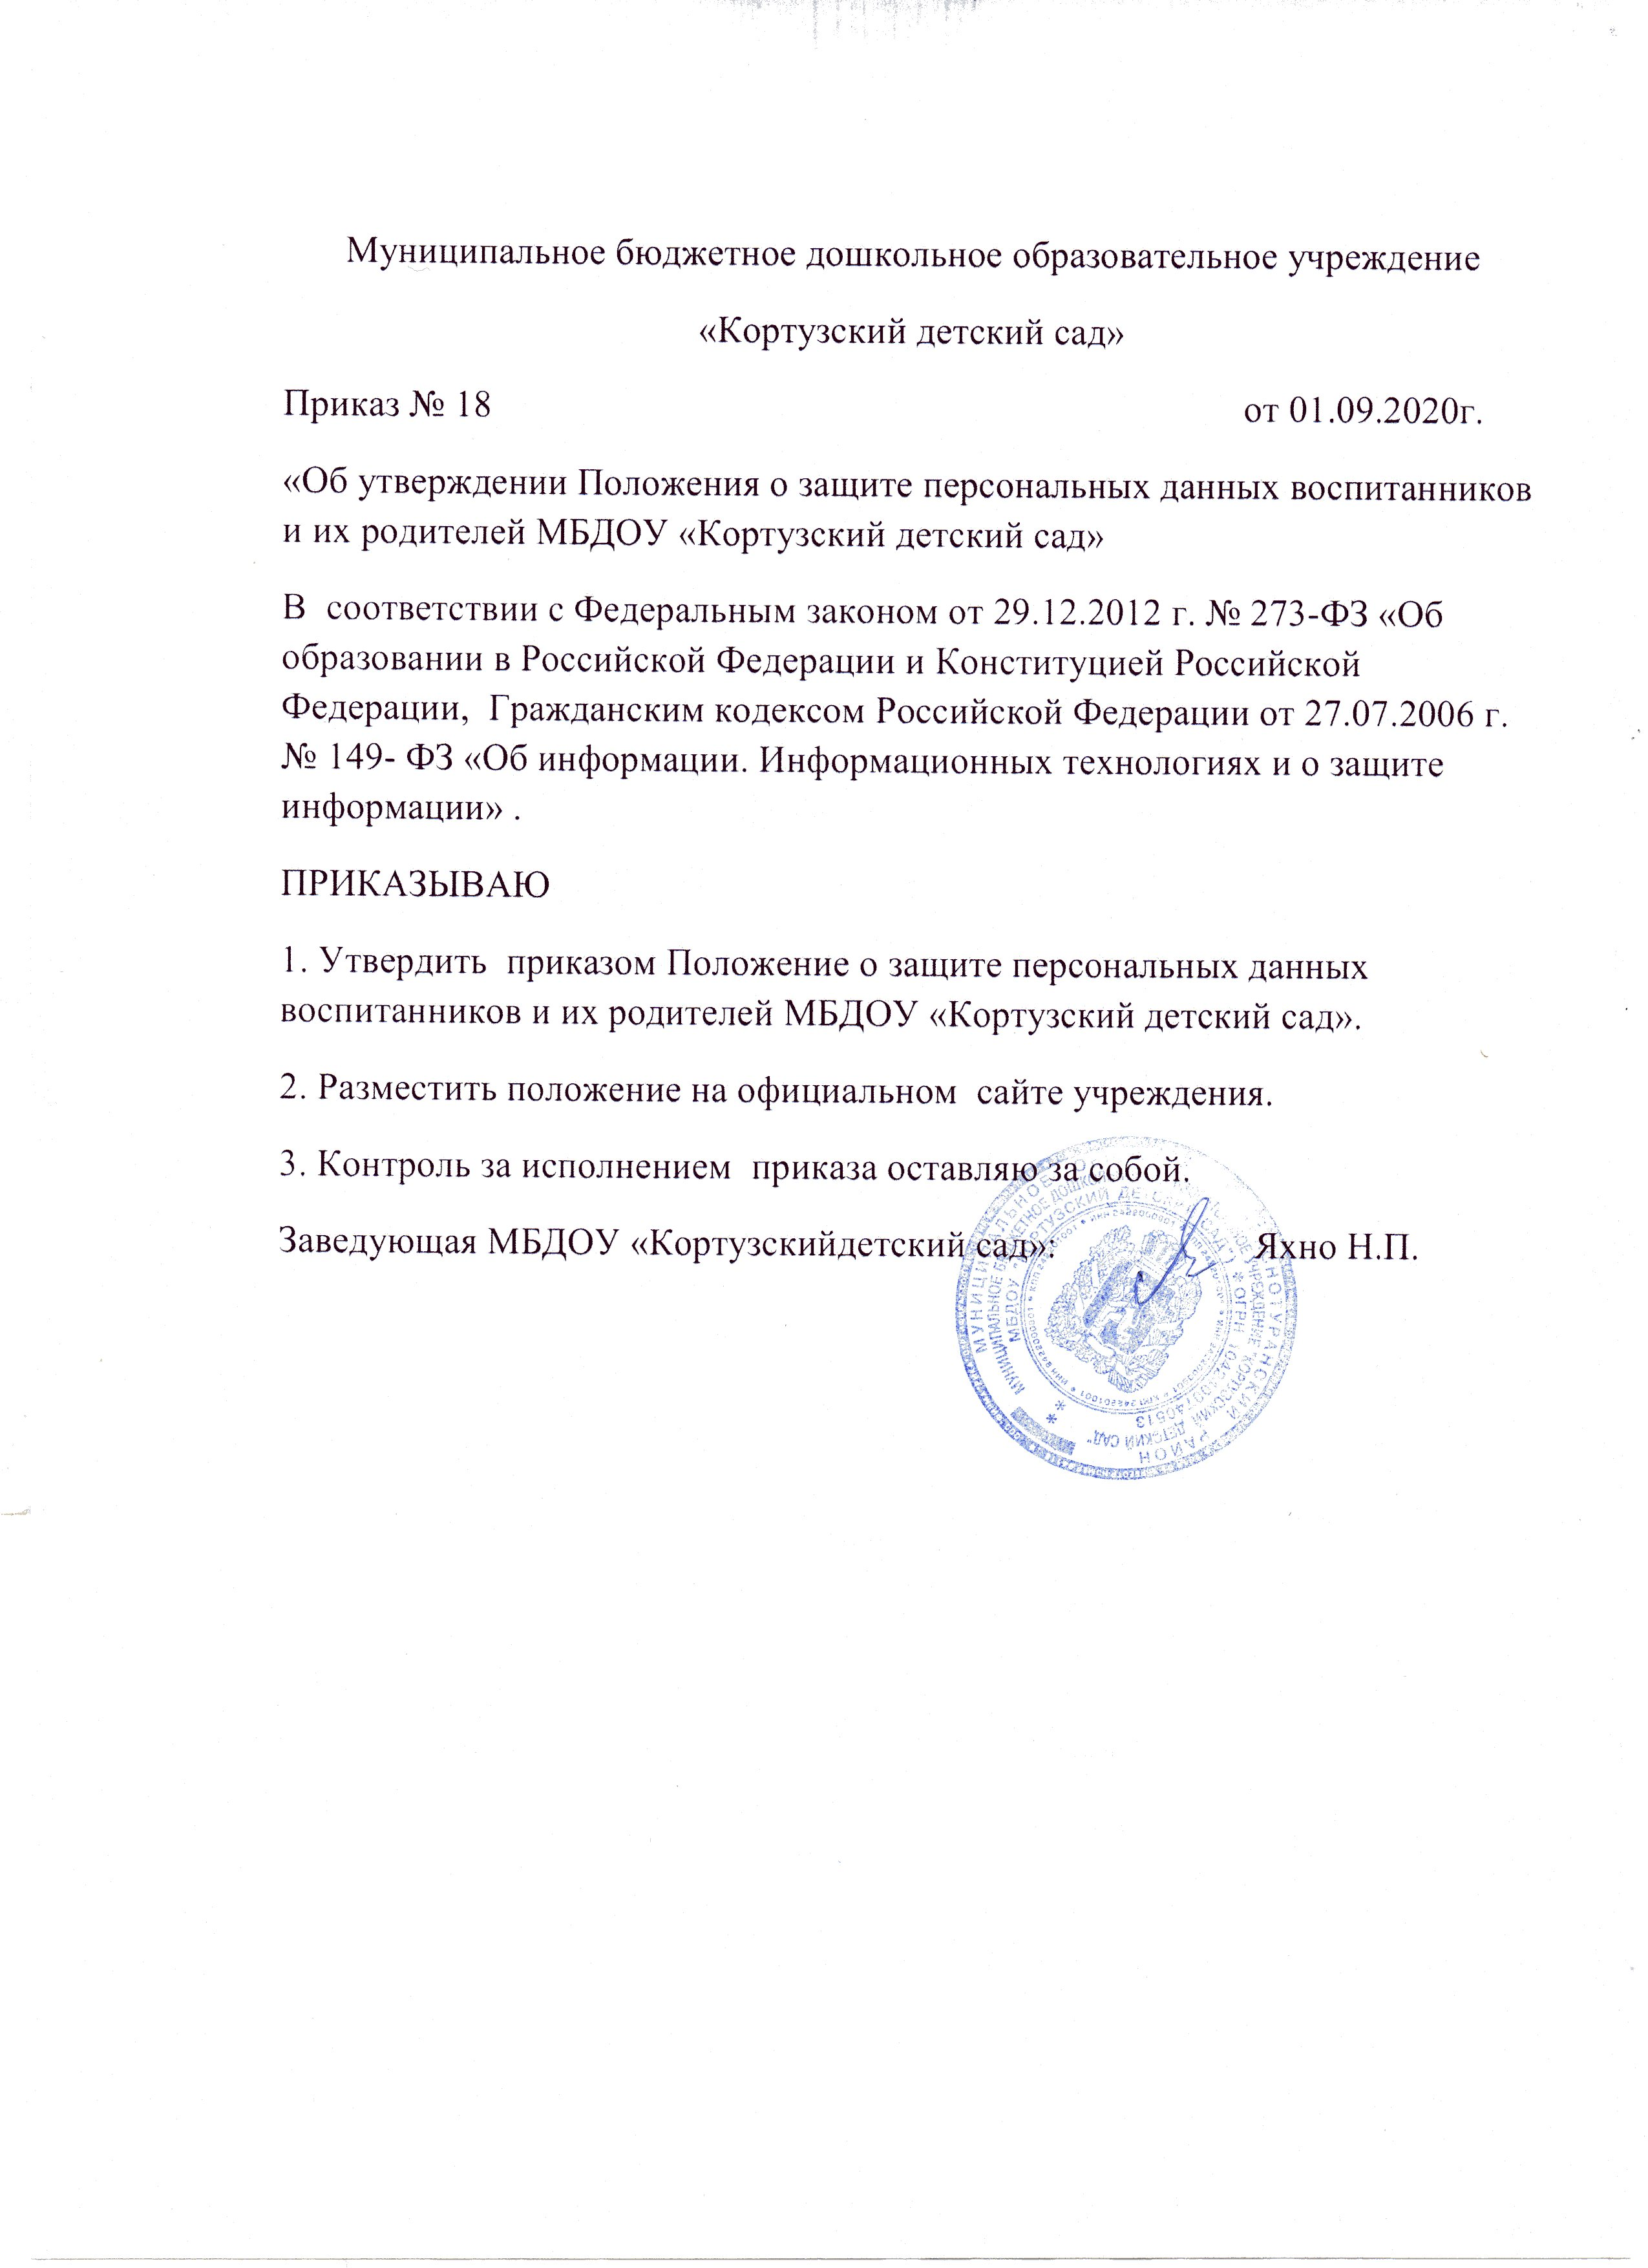 Муниципальное бюджетное дошкольное образовательное учреждение
«Кортузский детский сад»
Приказ № 18 от 01.09.2020г.
«Об утверждении Положения о защите персональных данных воспитанников
и их родителей МБДОУ «Кортузский детский сад»
В соответствии с Федеральным законом от 29.12.2012 г. № 273-ФЗ «Об
образовании в Российской Федерации и Конституцией Российской
Федерации, Гражданским кодексом Российской Федерации от 27.07.2006 г.
№ 149- ФЗ «Об информации. Информационных технологиях и о защите
информации» .
ПРИКАЗЫВАЮ
1. Утвердить приказом Положение о защите персональных данных
воспитанников и их родителей МБДОУ «Кортузский детский сад».
2. Разместить положение на официальном сайте учреждения.
3. Контроль за исполнением приказа оставляю за собой.
Заведующая МБДОУ «Кортузскийдетский сад»: Яхно Н.П.